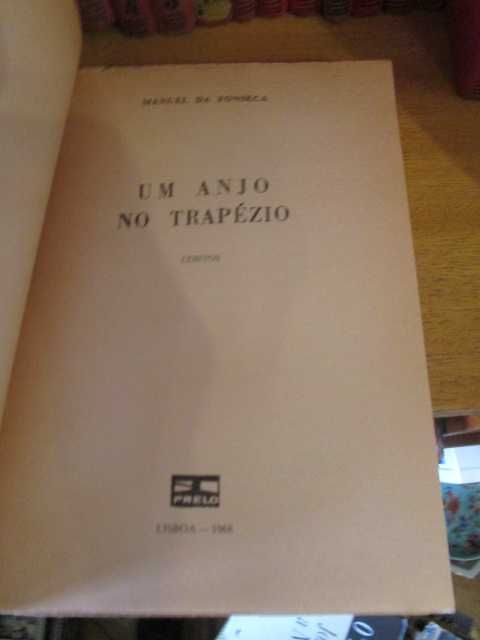 MANUEL DA FONSECA
UM ANJO
NO TRAPÉZIO
CONTOS
PRELO
LISBOA — 1968